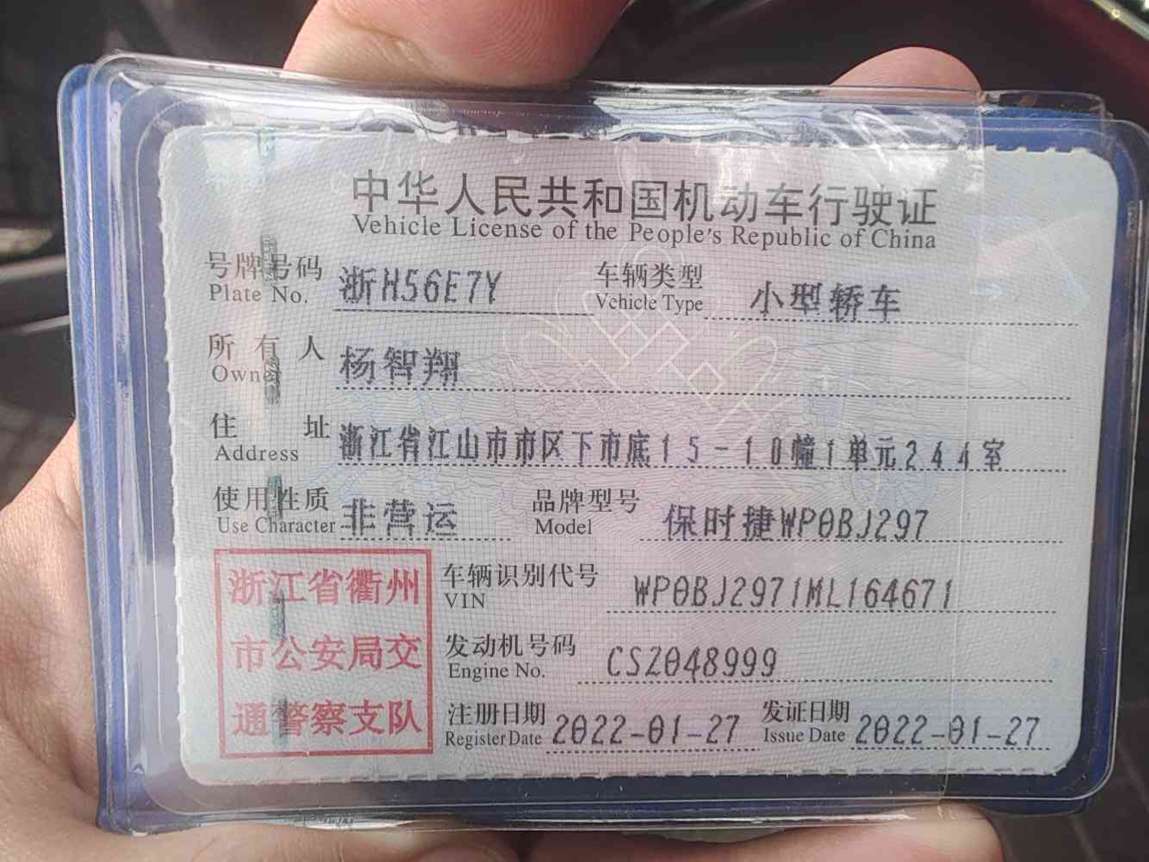 中华人民共和国机动车行驶证
Vehicle License of the People's Republic of China
号牌号码 浙H56E7Y 车辆类型 小型轿车
Plate No. Vehicle Type
所有人 杨智翔
Owner
住址 浙江省江山市市区下市底15-10幢1单元244室
Address
使用性质 非营运 品牌型号 保时捷WP0BJ297
Use Character Model
浙江省衢州
市公安局交
通警察支队
车辆识别代号 WP0BJ2971ML164671
VIN
发动机号码 CSZ048999
Engine No.
注册日期 2022-01-27 发证日期 2022-01-27
Register Date Issue Date